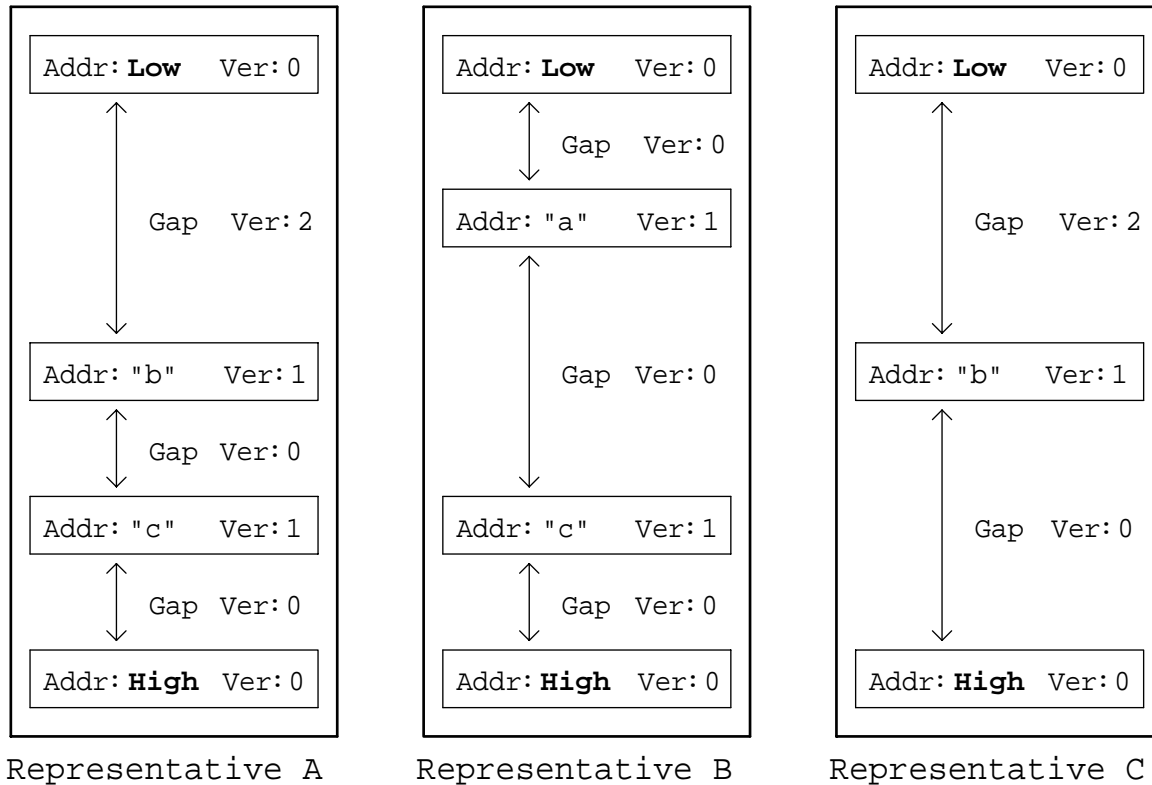 Addr: Low Ver: 0
Gap Ver: 2
Addr: "b" Ver: 1
Gap Ver: 0
Addr: "c" Ver: 1
Gap Ver: 0
Addr: High Ver: 0
Representative A
Addr: Low Ver: 0
Gap Ver: 0
Addr: "a" Ver: 1
Gap Ver: 0
Addr: "c" Ver: 1
Gap Ver: 0
Addr: High Ver: 0
Representative B
Addr: Low Ver: 0
Gap Ver: 2
Addr: "b" Ver: 1
Gap Ver: 0
Addr: High Ver: 0
Representative C